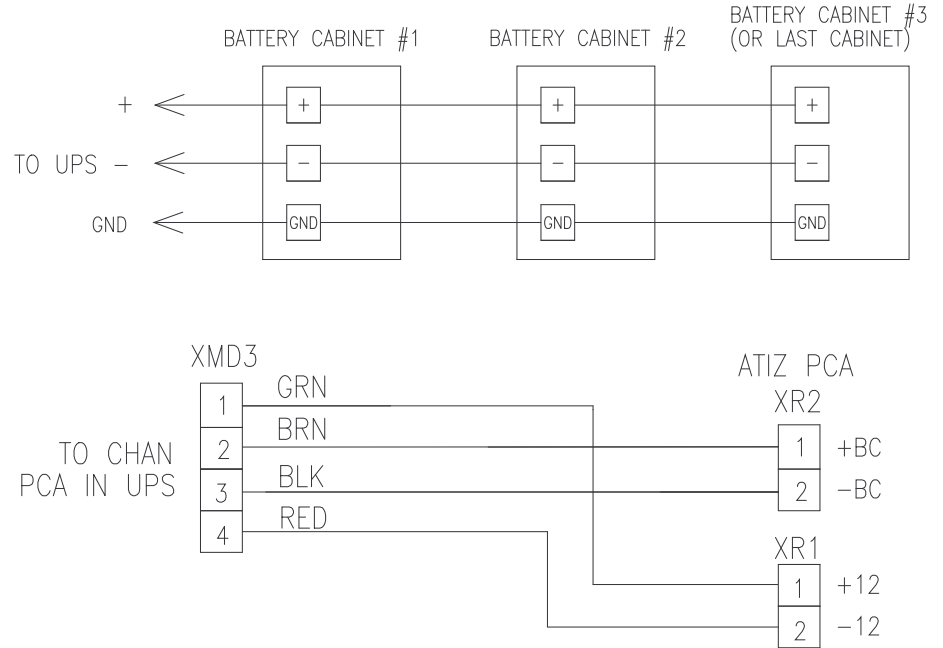 BATTERY CABINET #1
BATTERY CABINET #2
BATTERY CABINET #3
(OR LAST CABINET)
+
+
+
+
TO UPS -
-
-
-
GND
GND
GND
GND
XMD3
TO CHAN
PCA IN UPS
1
GRN
2
BRN
3
BLK
4
RED
ATIZ PCA
XR2
1 +BC
2 -BC
XR1
1 +12
2 -12